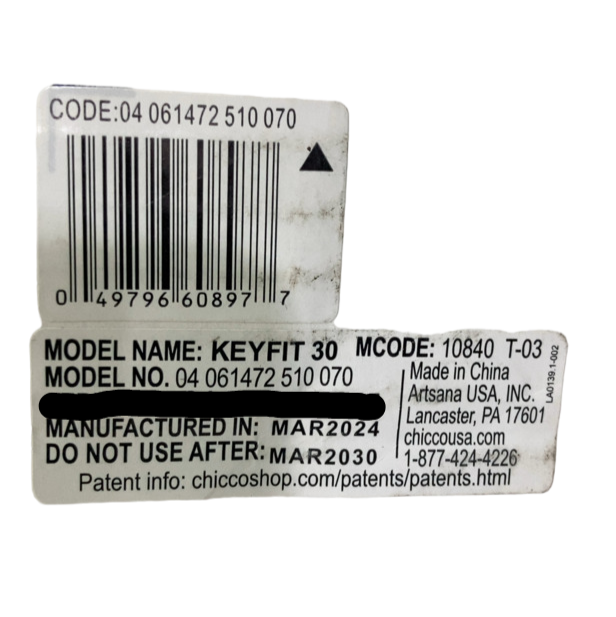 CODE:04 061472 510 070
0 49796 60897 7
MODEL NAME: KEYFIT 30 MCODE: 10840 T-03
MODEL NO. 04 061472 510 070
MANUFACTURED IN: MAR2024
DO NOT USE AFTER: MAR2030
Made in China
Artsana USA, INC.
Lancaster, PA 17601
chiccousa.com
1-877-424-4226
LA0139.1-002
Patent info: chiccoshop.com/patents/patents.html